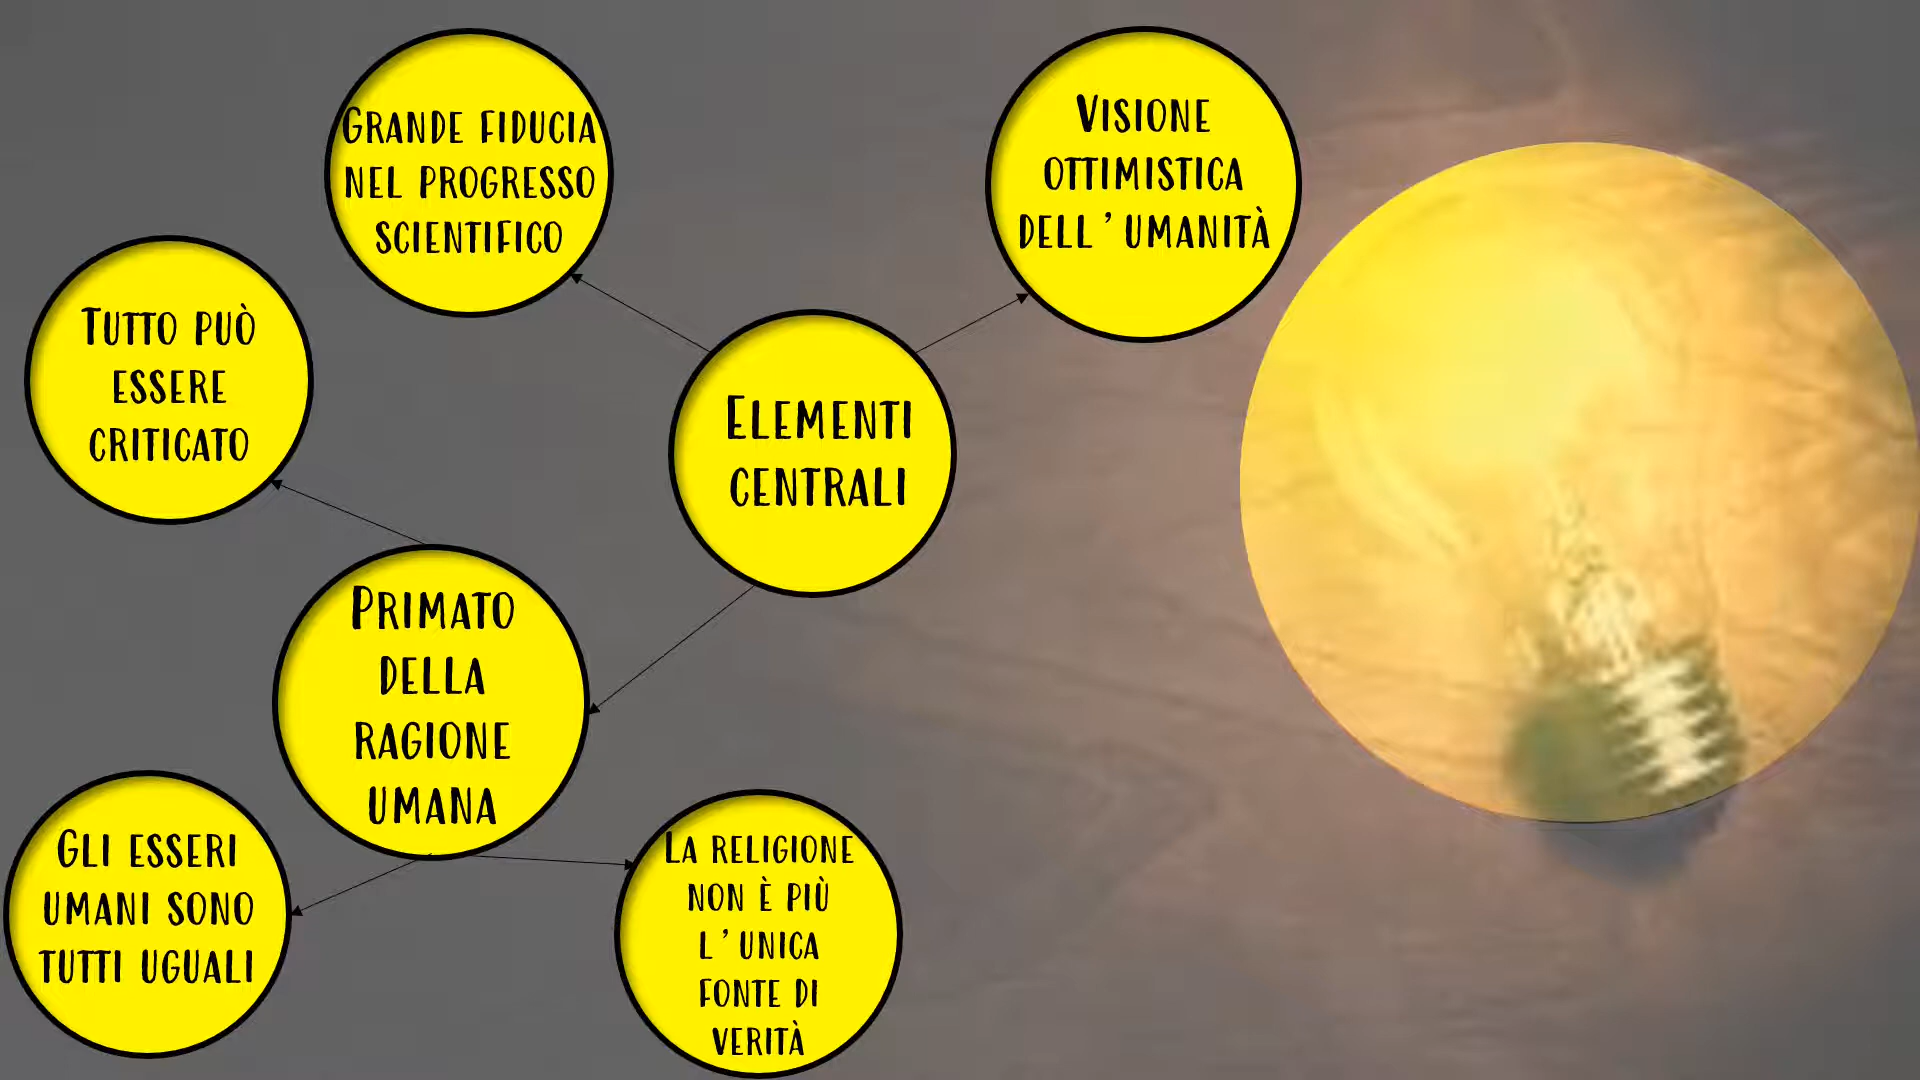 Grande fiducia
nel progresso
scientifico
Visione
ottimistica
dell'umanità
Tutto può
essere
criticato
Elementi
centrali
Primato
della
ragione
umana
Gli esseri
umani sono
tutti uguali
La religione
non è più
l'unica
fonte di
verità